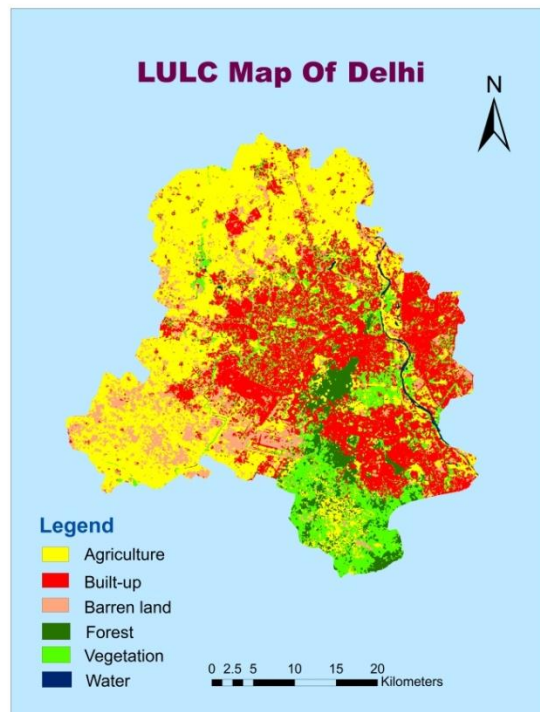 LULC Map Of Delhi
N
Legend
Agriculture
Built-up
Barren land
Forest
Vegetation
Water
0 2.5 5 10 15 20
Kilometers